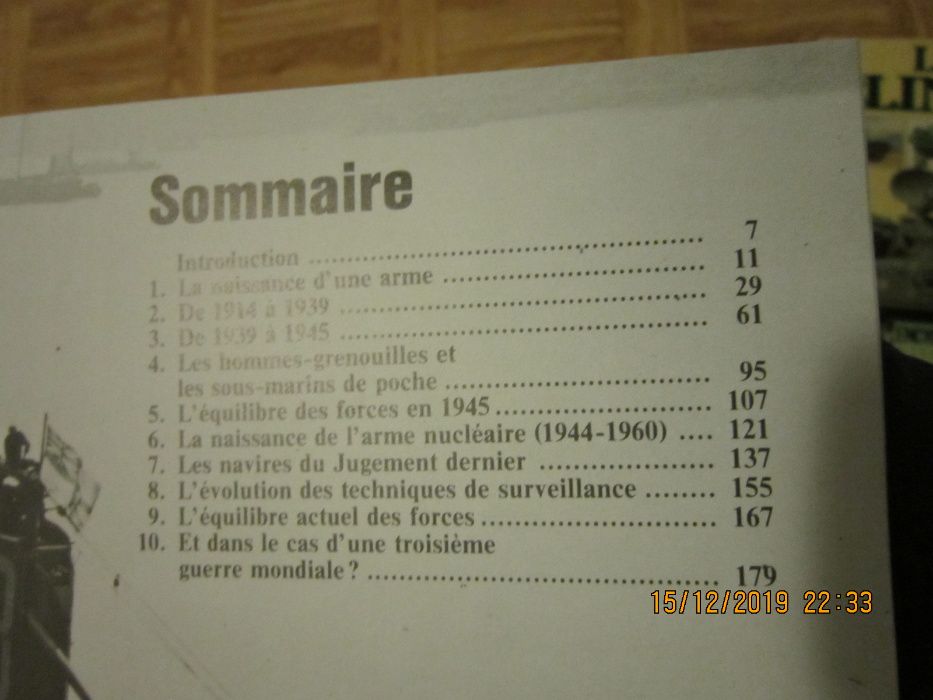 Sommaire
Introduction ........ 7
1. La naissance d'une arme ........ 11
2. De 1914 à 1939 ........ 29
3. De 1939 à 1945 ........ 61
4. Les hommes-grenouilles et
les sous-marins de poche ........ 95
5. L'équilibre des forces en 1945 ........ 107
6. La naissance de l'arme nucléaire (1944-1960) .... 121
7. Les navires du Jugement dernier ........ 137
8. L'évolution des techniques de surveillance ........ 155
9. L'équilibre actuel des forces ........ 167
10. Et dans le cas d'une troisième
guerre mondiale ? ........ 179
15/12/2019 22:33